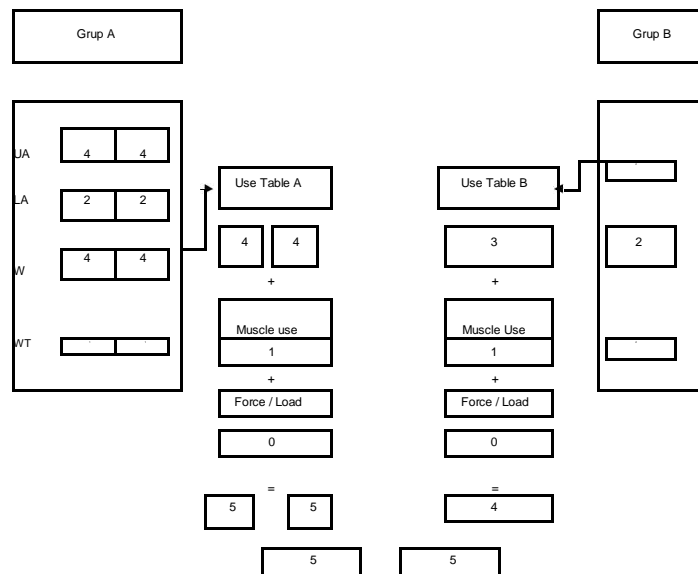 Grup A
Grup B
UA 4 4
LA 2 2
W 4 4
WT
Use Table A
4 4
+
Muscle use
1
+
Force / Load
0
=
5 5
Use Table B
3
+
Muscle Use
1
+
Force / Load
0
=
4
2
5 5